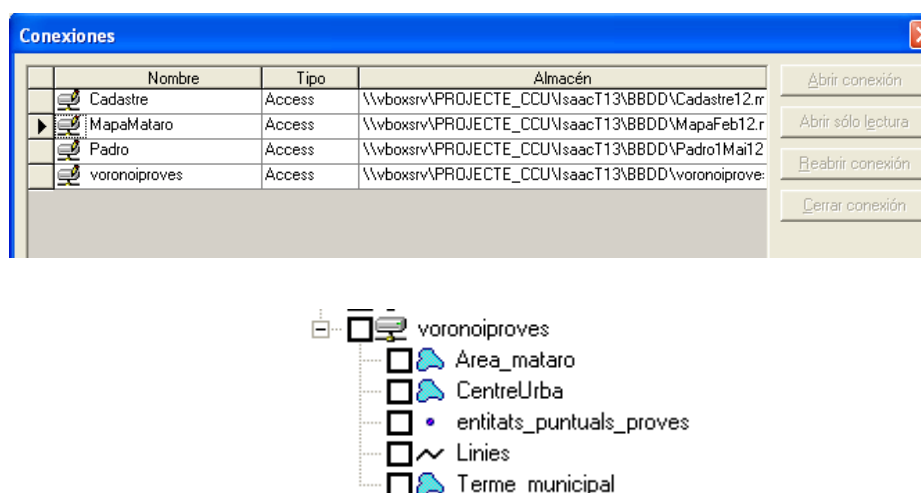 Conexiones
Nombre Tipo Almacén
Cadastre Access \\vboxsrv\PROJECTE_CCU\IsaacT13\BBDD\Cadastre12.m
MapaMataro Access \\vboxsrv\PROJECTE_CCU\IsaacT13\BBDD\MapaFeb12.r
Padro Access \\vboxsrv\PROJECTE_CCU\IsaacT13\BBDD\Padro1Mai12
voronoiproves Access \\vboxsrv\PROJECTE_CCU\IsaacT13\BBDD\voronoiproves
Abrir conexión
Abrir sólo lectura
Reabrir conexión
Cerrar conexión
voronoiproves
Area_mataro
CentreUrba
entitats_puntuals_proves
Linies
Terme_municipal